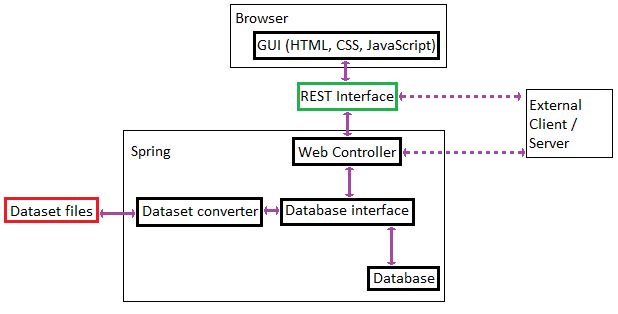 Browser
GUI (HTML, CSS, JavaScript)
REST Interface
External
Client /
Server
Spring
Web Controller
Dataset files
Dataset converter
Database interface
Database